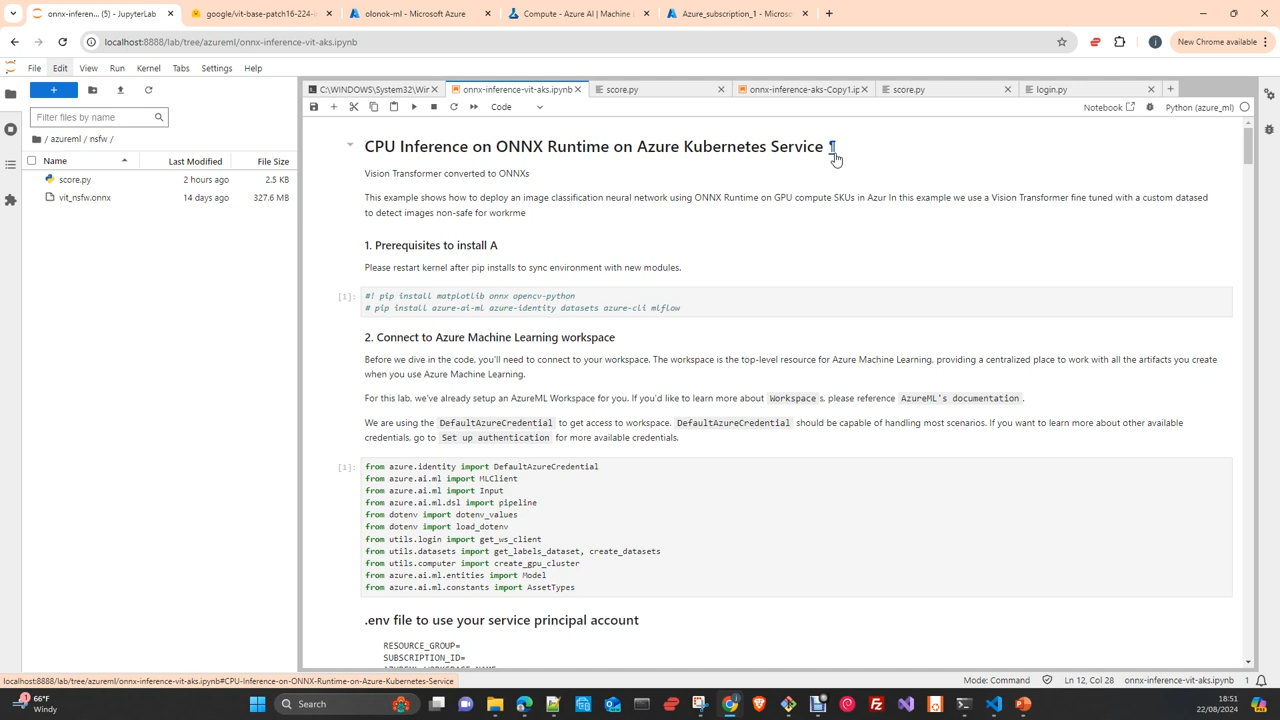 onnx-inferen... (5) - JupyterLab
google/vit-base-patch16-224-i
olonok-ml - Microsoft Azure
Compute - Azure AI | Machine
Azure_subscription_1 - Microso
localhost:8888/lab/tree/azureml/onnx-inference-vit-aks.ipynb
New Chrome available
File Edit View Run Kernel Tabs Settings Help
C:\WINDOWS\System32\Wir
onnx-inference-vit-aks.ipynb
score.py
onnx-inference-aks-Copy1.ip
score.py
login.py
Code
Notebook
Python (azure_ml)
Filter files by name
/ azureml / nsfw /
Name Last Modified File Size
score.py 2 hours ago 2.5 KB
vit_nsfw.onnx 14 days ago 327.6 MB
CPU Inference on ONNX Runtime on Azure Kubernetes Service ¶
Vision Transformer converted to ONNXs
This example shows how to deploy an image classification neural network using ONNX Runtime on GPU compute SKUs in Azur In this example we use a Vision Transformer fine tuned with a custom datased
to detect images non-safe for workrme
1. Prerequisites to install A
Please restart kernel after pip installs to sync environment with new modules.
[1]:
#! pip install matplotlib onnx opencv-python
# pip install azure-ai-ml azure-identity datasets azure-cli mlflow
2. Connect to Azure Machine Learning workspace
Before we dive in the code, you'll need to connect to your workspace. The workspace is the top-level resource for Azure Machine Learning, providing a centralized place to work with all the artifacts you create
when you use Azure Machine Learning.
For this lab, we've already setup an AzureML Workspace for you. If you'd like to learn more about Workspace s, please reference AzureML's documentation .
We are using the DefaultAzureCredential to get access to workspace. DefaultAzureCredential should be capable of handling most scenarios. If you want to learn more about other available
credentials, go to Set up authentication for more available credentials.
[1]:
from azure.identity import DefaultAzureCredential
from azure.ai.ml import MLClient
from azure.ai.ml import Input
from azure.ai.ml.dsl import pipeline
from dotenv import dotenv_values
from dotenv import load_dotenv
from utils.login import get_ws_client
from utils.datasets import get_labels_dataset, create_datasets
from utils.computer import create_gpu_cluster
from azure.ai.ml.entities import Model
from azure.ai.ml.constants import AssetTypes
.env file to use your service principal account
RESOURCE_GROUP=
SUBSCRIPTION_ID=
localhost:8888/lab/tree/azureml/onnx-inference-vit-aks.ipynb#CPU-Inference-on-ONNX-Runtime-on-Azure-Kubernetes-Service
Mode: Command
Ln 12, Col 28
onnx-inference-vit-aks.ipynb
1
66°F
Windy
Search
18:51
22/08/2024